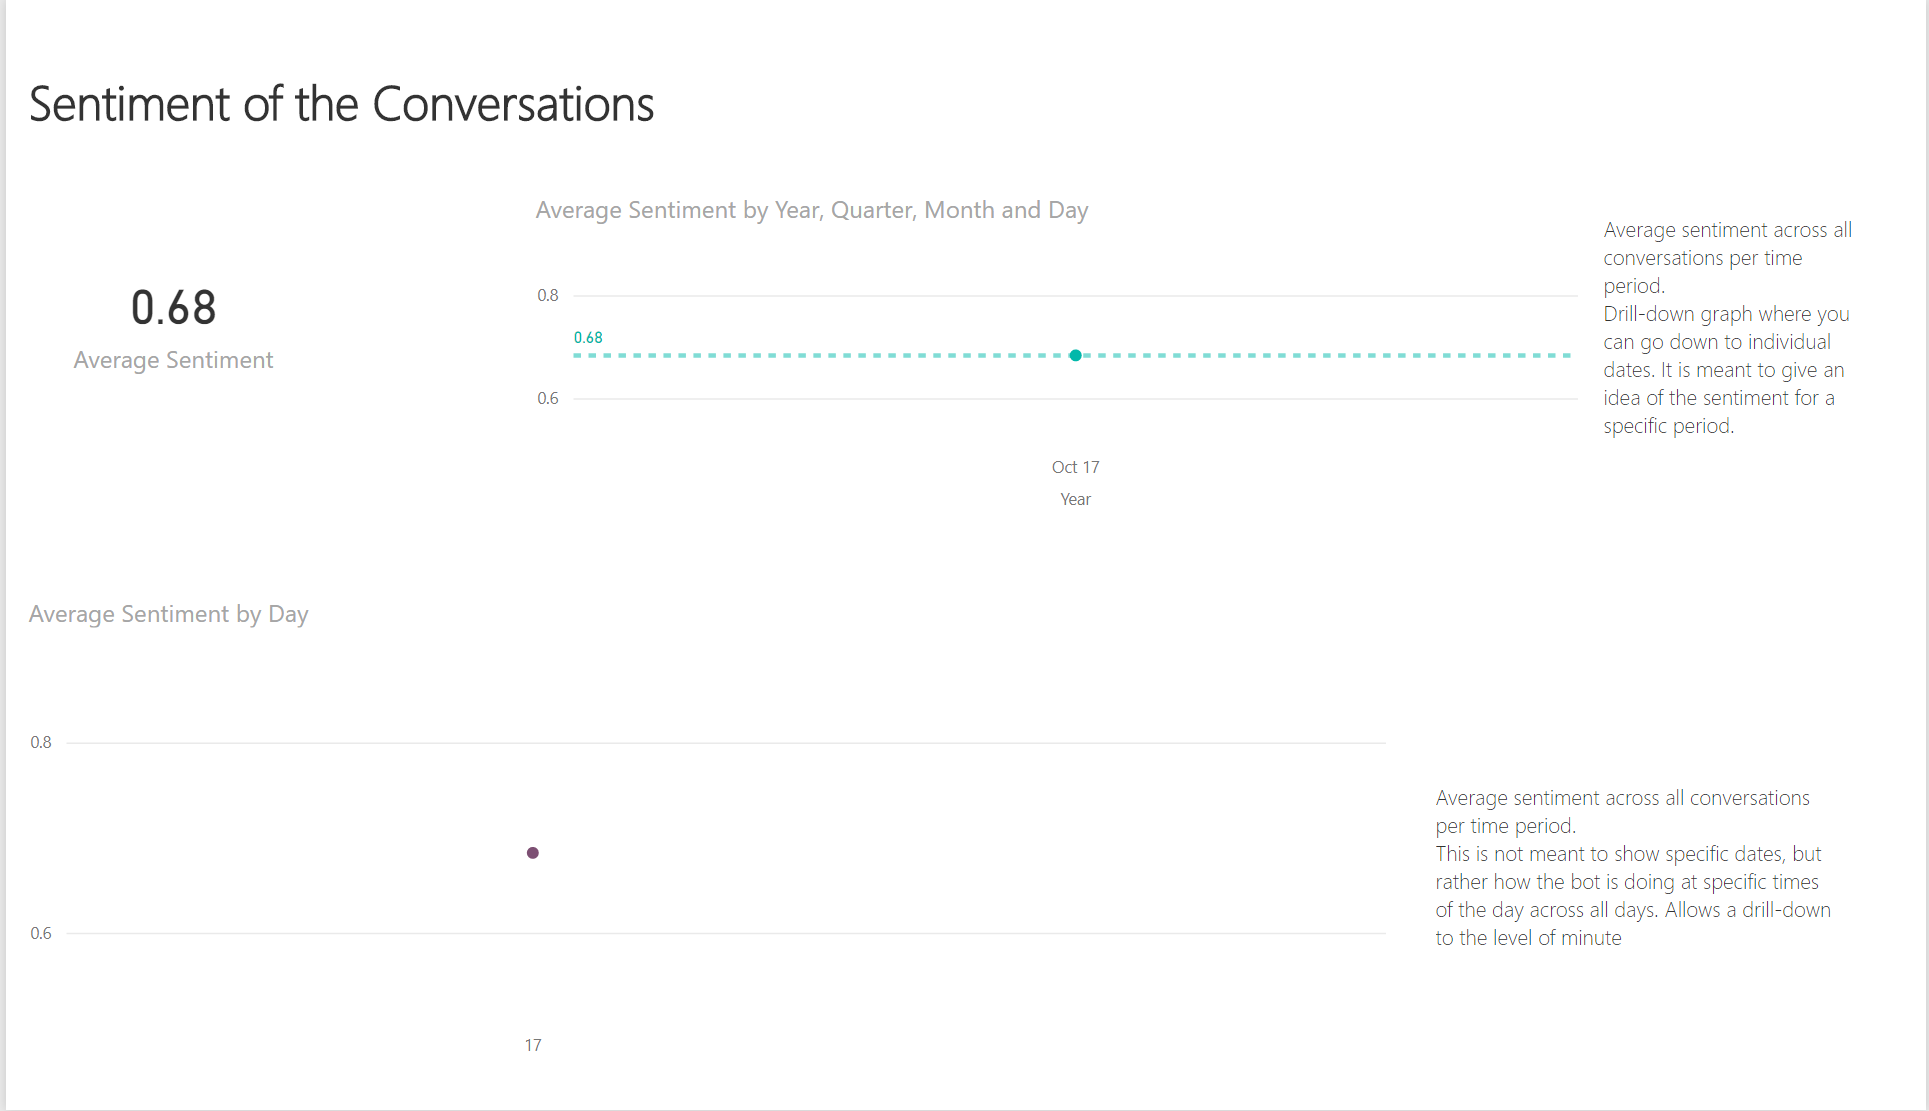 Sentiment of the Conversations
0.68
Average Sentiment
Average Sentiment by Year, Quarter, Month and Day
0.8
0.68
0.6
Oct 17
Year
Average sentiment across all
conversations per time
period.
Drill-down graph where you
can go down to individual
dates. It is meant to give an
idea of the sentiment for a
specific period.
Average Sentiment by Day
0.8
0.6
17
Average sentiment across all conversations
per time period.
This is not meant to show specific dates, but
rather how the bot is doing at specific times
of the day across all days. Allows a drill-down
to the level of minute